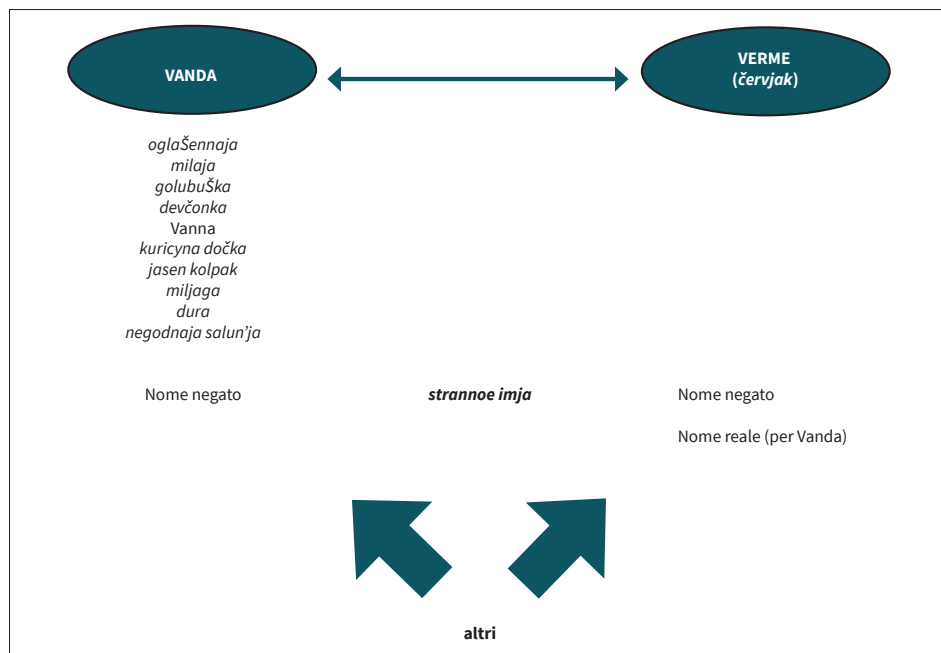 VANDA
VERME
(červjak)
oglaŠennaja
milaja
golubuŠka
devčonka
Vanna
kuricyna dočka
jasen kolpak
miljaga
dura
negodnaja salun'ja
Nome negato
strannoe imja
Nome negato
Nome reale (per Vanda)
altri